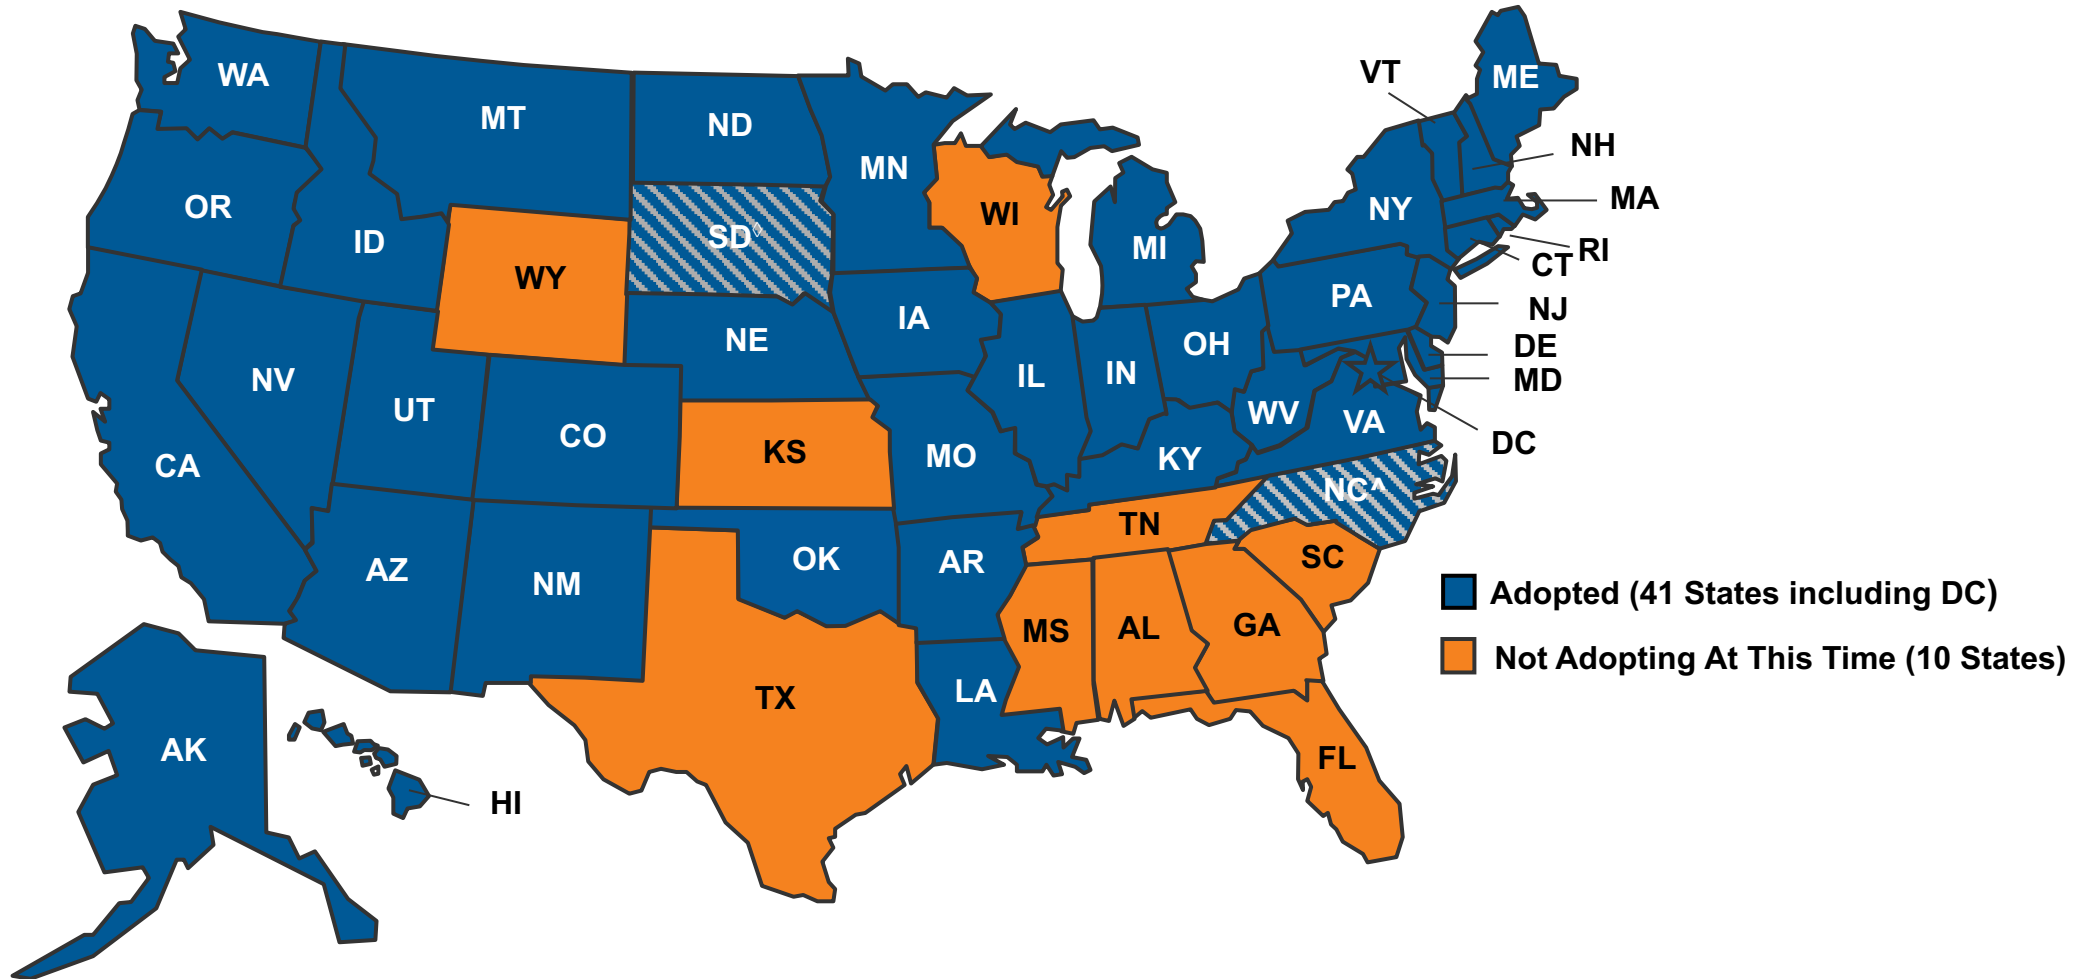 VT
ME
WA
MT
ND
NH
MN
MA
OR
NY
WI
SD◊
ID
MI
RI
CT
WY
PA
NJ
IA
NE
OH
DE
IL
IN
MD
NV
UT
WV
VA
CO
DC
KS
MO
KY
CA
NC^
TN
OK
AR
SC
AZ
NM
Adopted (41 States including DC)
MS
AL
GA
Not Adopting At This Time (10 States)
LA
TX
AK
FL
HI